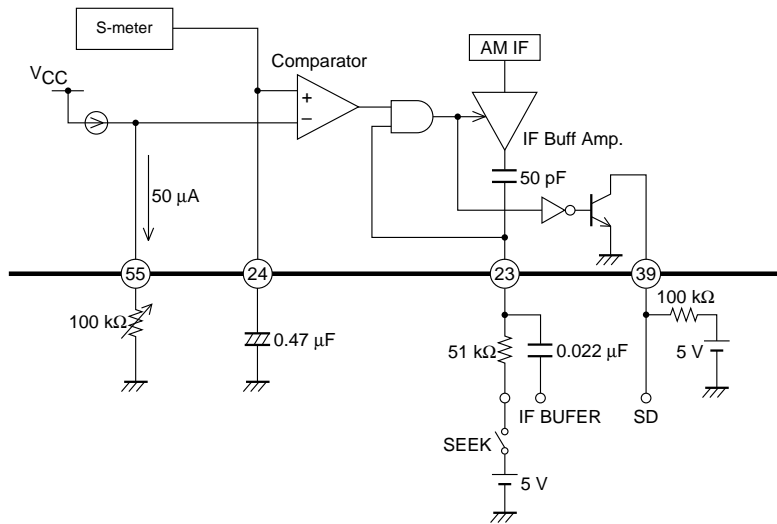 S-meter
AM IF
Comparator
VCC
+
−
IF Buff Amp.
50 pF
50 μA
55
24
23
39
100 kΩ
0.47 μF
51 kΩ
0.022 μF
100 kΩ
5 V
IF BUFER
SD
SEEK
5 V